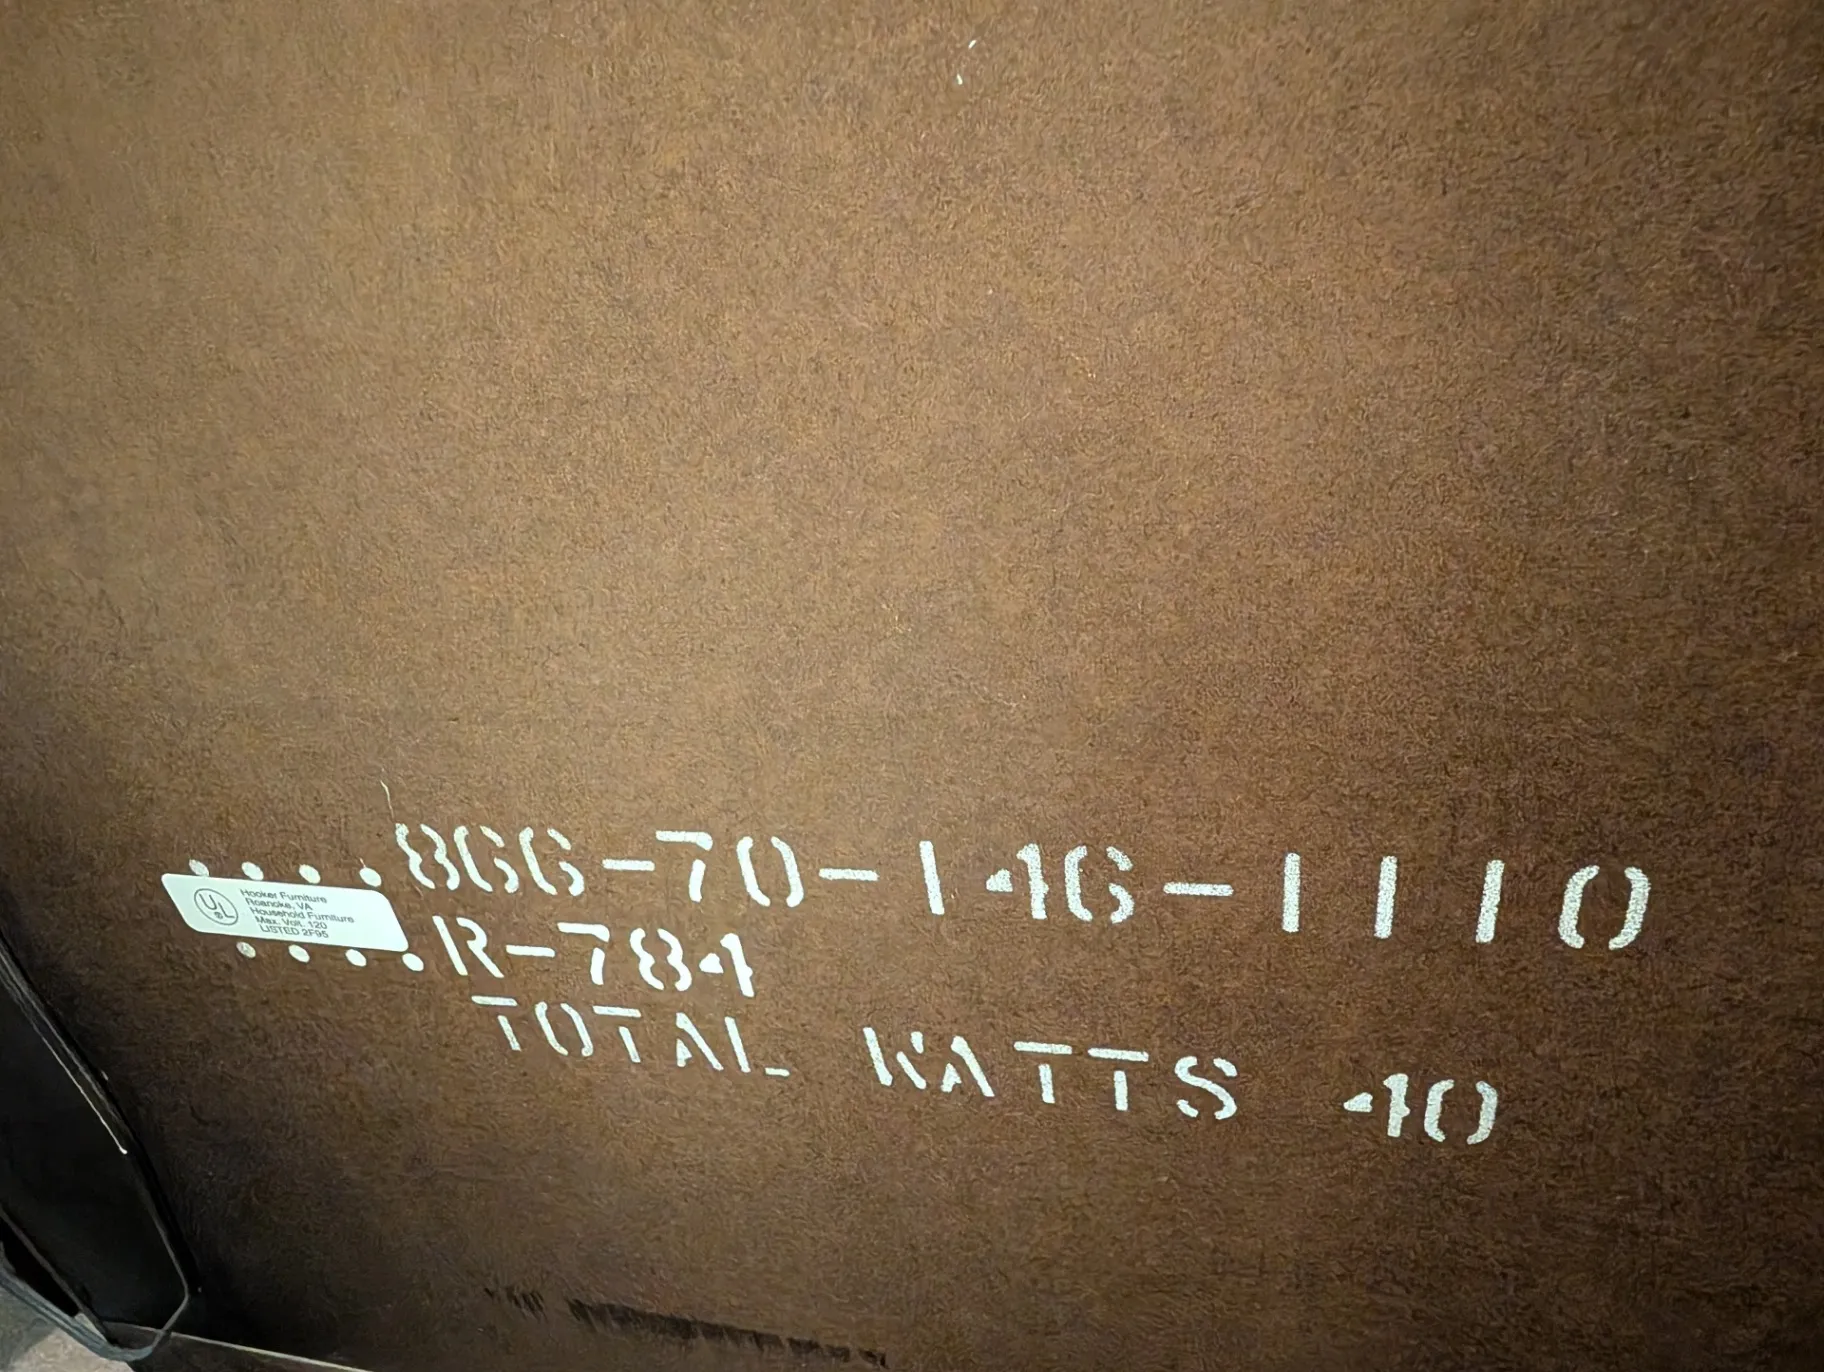 866-70-146-1110
R-784
TOTAL WATTS 40
UL
Hooker Furniture
Roanoke, VA
Household Furniture
Max. Volt. 120
LISTED 2F95